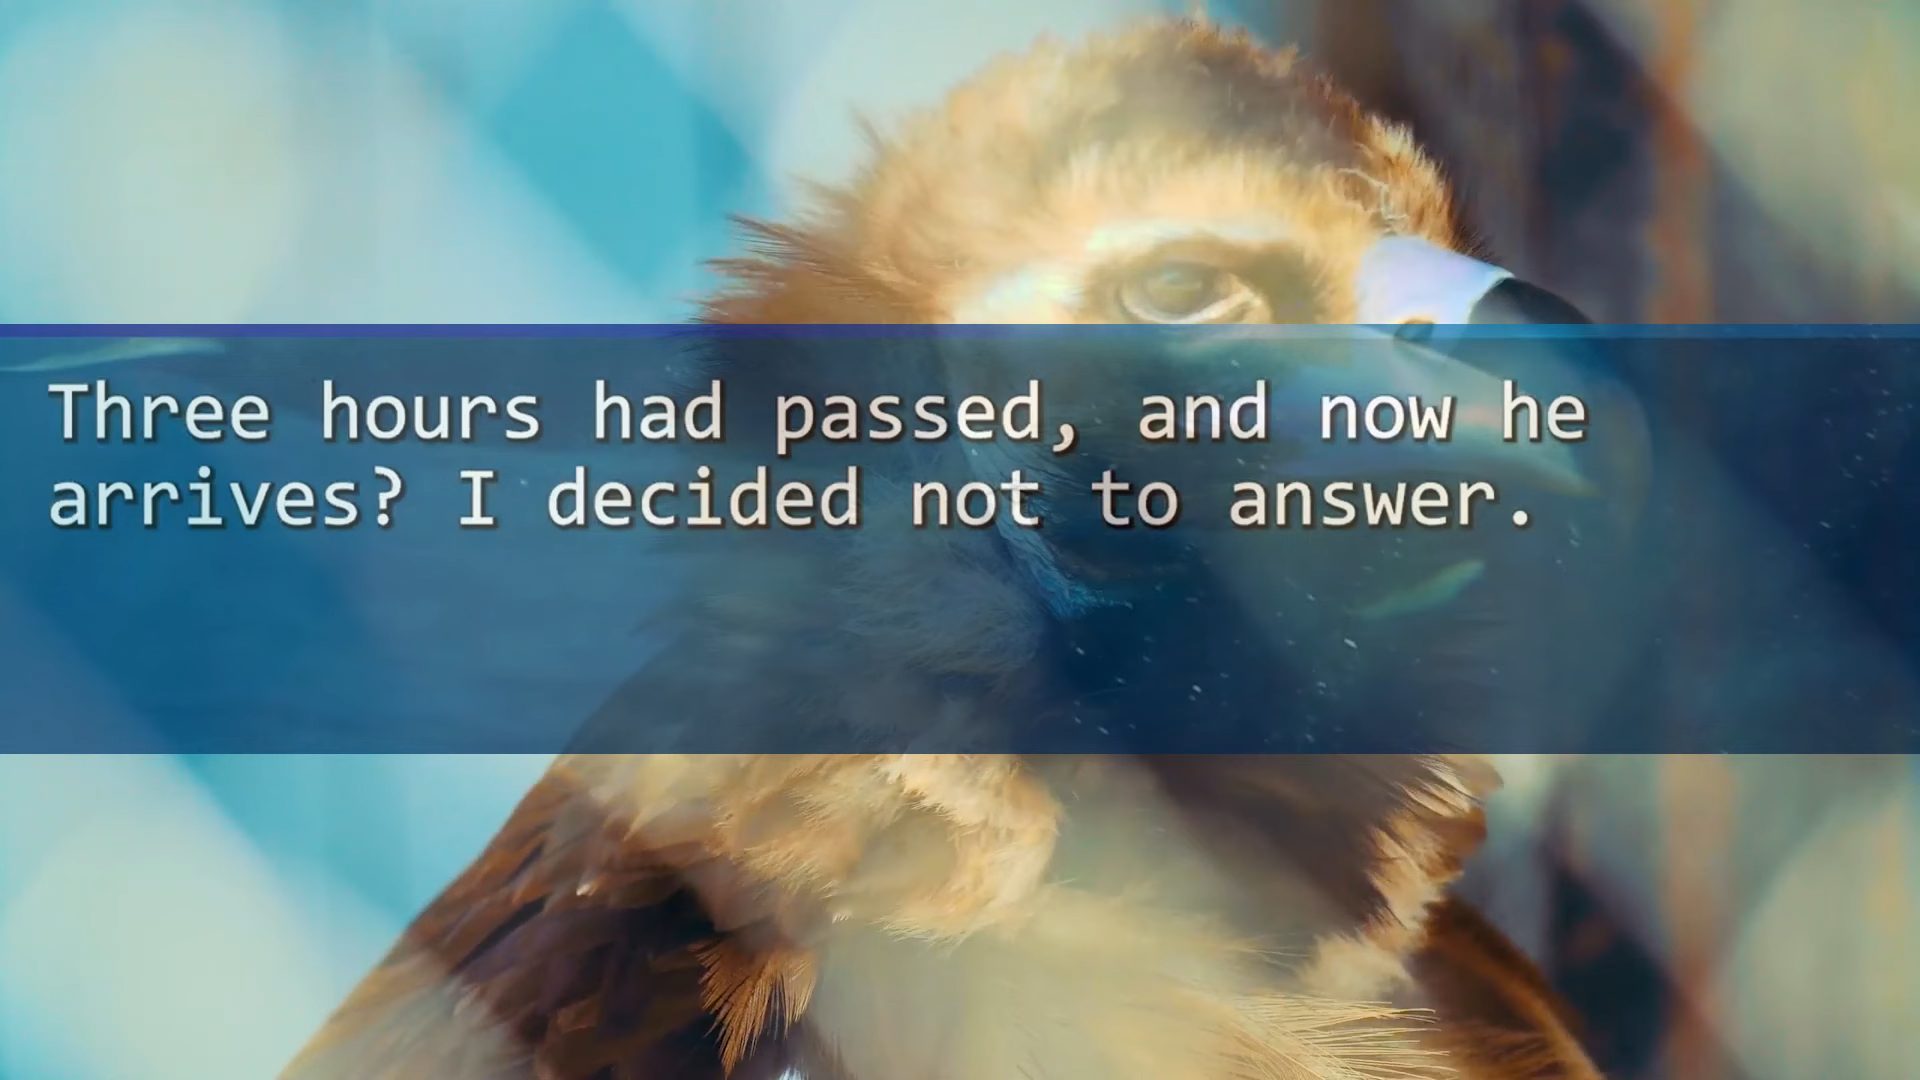 Three hours had passed, and now he
arrives? I decided not to answer.